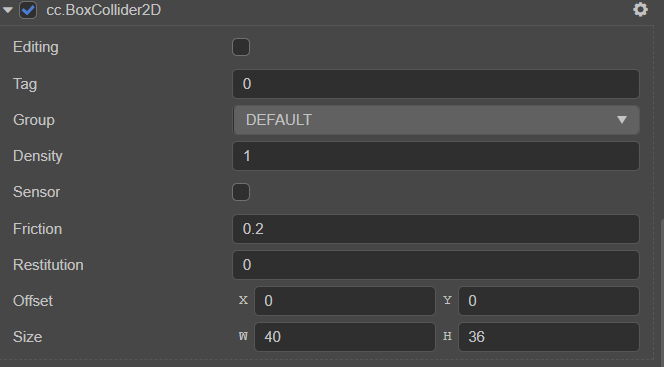 cc.BoxCollider2D
Editing
Tag 0
Group DEFAULT
Density 1
Sensor
Friction 0.2
Restitution 0
Offset X 0 Y 0
Size W 40 H 36